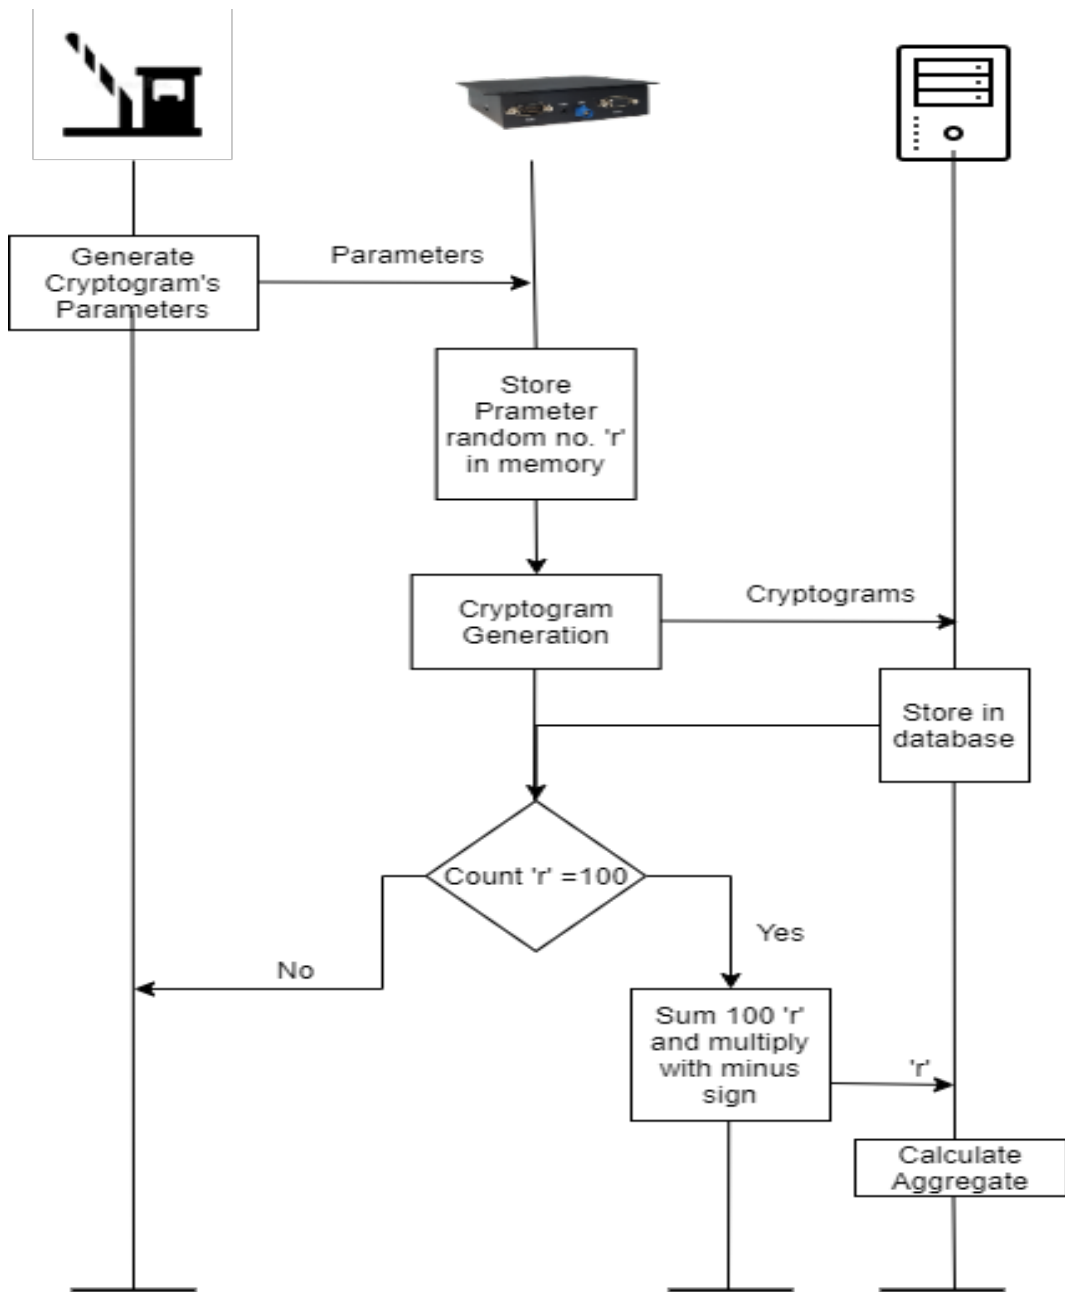 Generate
Cryptogram's
Parameters
Parameters
Store
Prameter
random no. 'r'
in memory
Cryptogram
Generation
Cryptograms
Store in
database
Count 'r' =100
Yes
No
Sum 100 'r'
and multiply
with minus
sign
'r'
Calculate
Aggregate